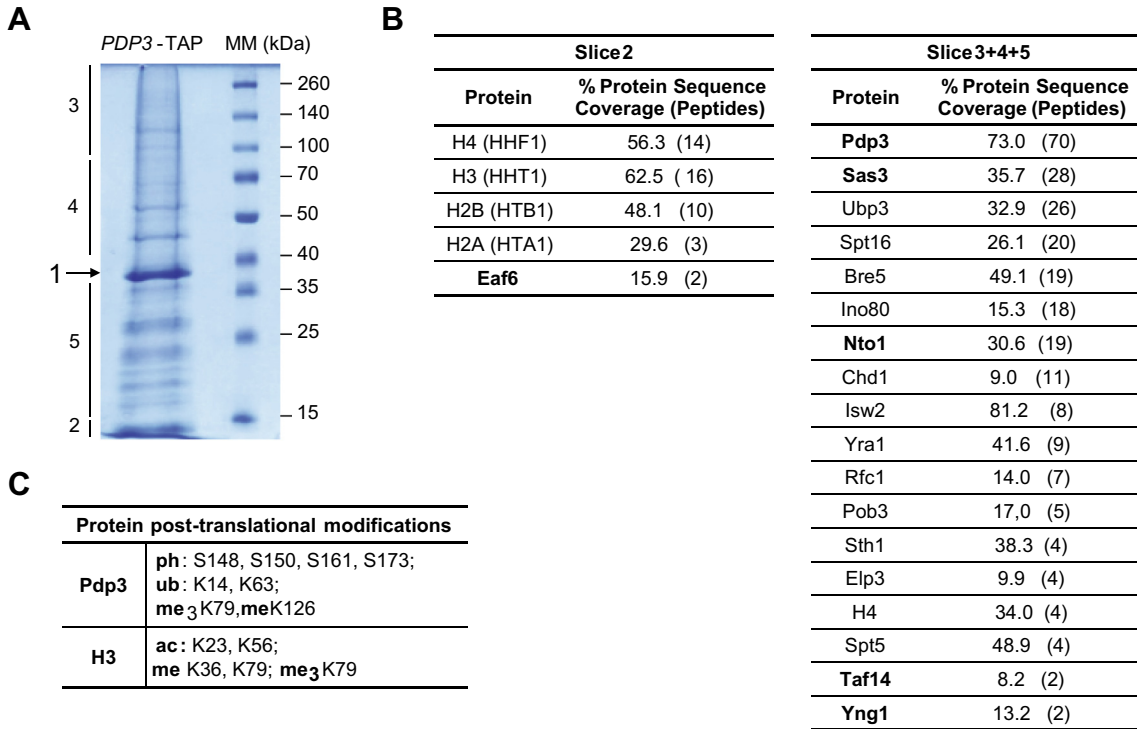 A
PDP3-TAP MM (kDa)
260
140
100
70
50
40
35
25
15
3
4
1
5
2
B
Slice2
Protein % Protein Sequence Coverage (Peptides)
H4 (HHF1) 56.3 (14)
H3 (HHT1) 62.5 ( 16)
H2B (HTB1) 48.1 (10)
H2A (HTA1) 29.6 (3)
Eaf6 15.9 (2)
Slice3+4+5
Protein % Protein Sequence Coverage (Peptides)
Pdp3 73.0 (70)
Sas3 35.7 (28)
Ubp3 32.9 (26)
Spt16 26.1 (20)
Bre5 49.1 (19)
Ino80 15.3 (18)
Nto1 30.6 (19)
Chd1 9.0 (11)
Isw2 81.2 (8)
Yra1 41.6 (9)
Rfc1 14.0 (7)
Pob3 17,0 (5)
Sth1 38.3 (4)
Elp3 9.9 (4)
H4 34.0 (4)
Spt5 48.9 (4)
Taf14 8.2 (2)
Yng1 13.2 (2)
C
Protein post-translational modifications
Pdp3
ph: S148, S150, S161, S173;
ub: K14, K63;
me3K79,meK126
H3
ac: K23, K56;
me K36, K79; me3K79